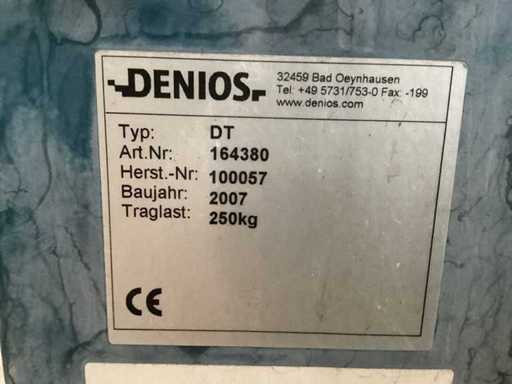 DENIOS
32459 Bad Oeynhausen
Tel: +49 5731/753-0 Fax: -199
www.denios.com
Typ: DT
Art.Nr: 164380
Herst.-Nr: 100057
Baujahr: 2007
Traglast: 250kg
CE